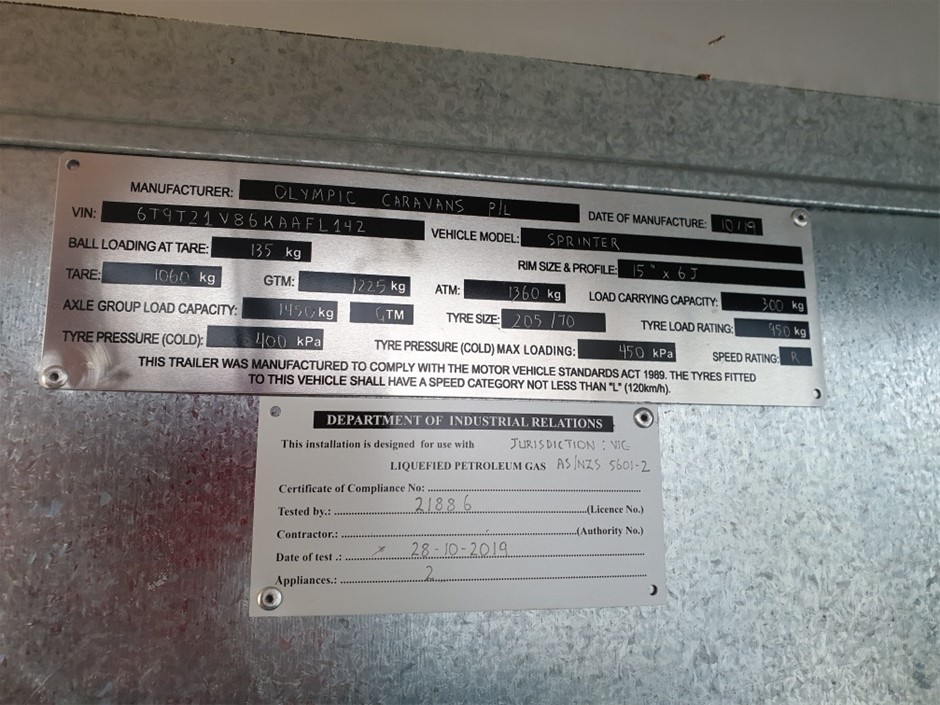 MANUFACTURER: OLYMPIC CARAVANS P/L DATE OF MANUFACTURE: 10/19
VIN: 6T9T21V86KAAFL142 VEHICLE MODEL: SPRINTER
BALL LOADING AT TARE: 135 kg RIM SIZE & PROFILE: 15" x 6J
TARE: 1060 kg GTM: 1225 kg ATM: 1360 kg LOAD CARRYING CAPACITY: 300 kg
AXLE GROUP LOAD CAPACITY: 1450 kg GTM TYRE SIZE: 205/70 TYRE LOAD RATING: 950 kg
TYRE PRESSURE (COLD): 400 kPa TYRE PRESSURE (COLD) MAX LOADING: 450 kPa SPEED RATING: R
THIS TRAILER WAS MANUFACTURED TO COMPLY WITH THE MOTOR VEHICLE STANDARDS ACT 1989. THE TYRES FITTED
TO THIS VEHICLE SHALL HAVE A SPEED CATEGORY NOT LESS THAN "L" (120km/h).
DEPARTMENT OF INDUSTRIAL RELATIONS
This installation is designed for use with JURISDICTION: VIC
LIQUEFIED PETROLEUM GAS AS/NZS 5601-2
Certificate of Compliance No:
Tested by.: 21886 (Licence No.)
Contractor.: (Authority No.)
Date of test .: 28-10-2019
Appliances.: 2